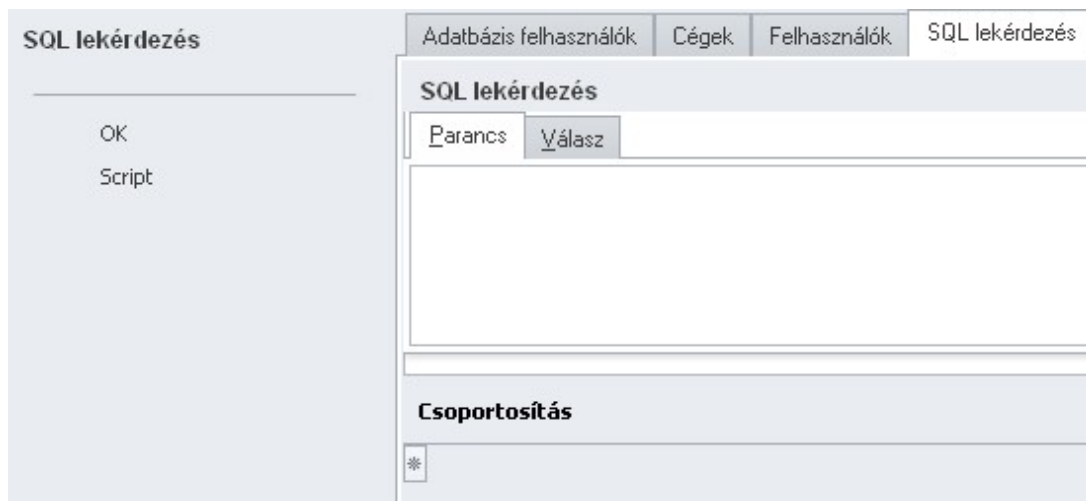 SQL lekérdezés
OK
Script
Adatbázis felhasználók Cégek Felhasználók SQL lekérdezés
SQL lekérdezés
Parancs Válasz
Csoportosítás